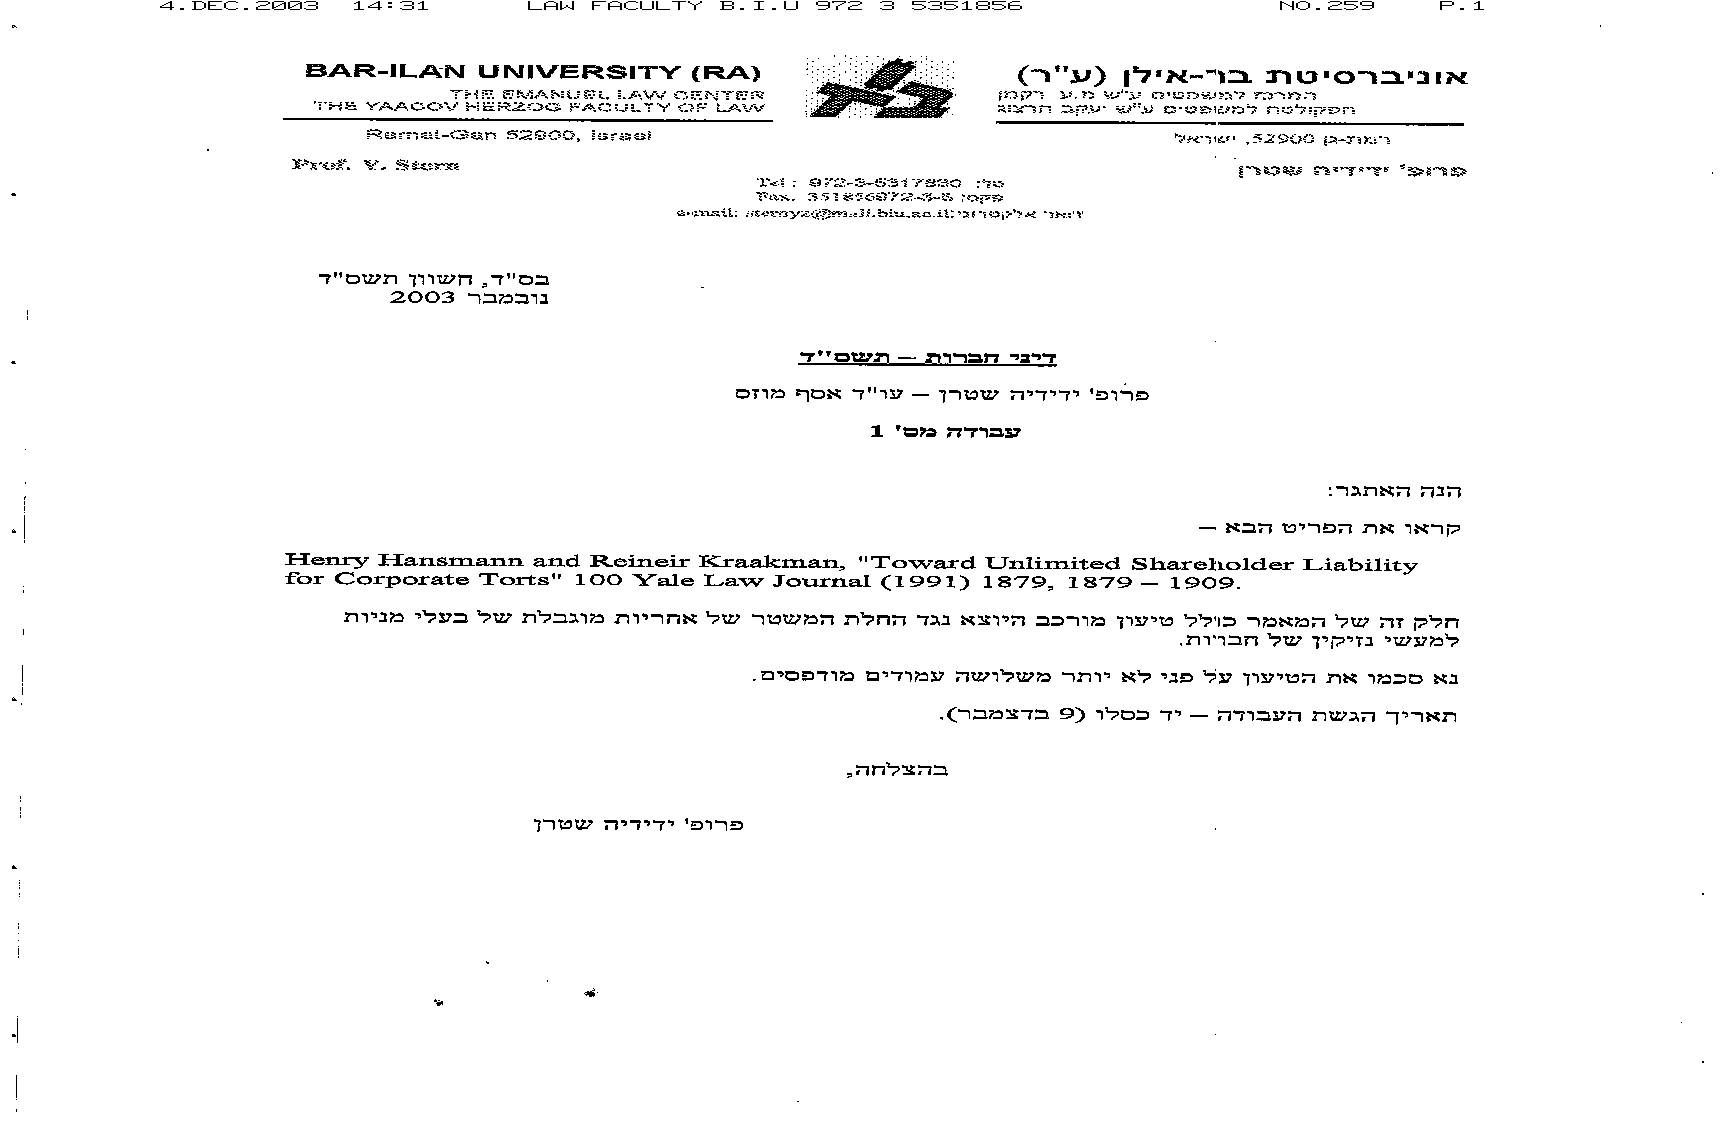 4.DEC.2003 14:31 LAW FACULTY B.I.U 972 3 5351856 NO.259 P.1
BAR-ILAN UNIVERSITY (RA)
THE EMANUEL LAW CENTER
THE YAACOV HERZOG FACULTY OF LAW
Ramat-Gan 52900, Israel
Prof. Y. Stern
אוניברסיטת בר-אילן (ע"ר)
המרכז למשפטים ע"ש מ.ע. רקמן
הפקולטה למשפטים ע"ש יעקב הרצוג
רמת-גן 52900, ישראל
פרופ' ידידיה שטרן
Tel : 972-3-5317930 :טל
Fax. 351856972-3-5 :פקס
e-mail: :דואר אלקטרוני
בס"ד, חשוון תשס"ד
נובמבר 2003
דיני חברות – תשס"ד
פרופ' ידידיה שטרן – עו"ד אסף מוזס
עבודה מס' 1
הנה האתגר:
קראו את הפריט הבא –
Henry Hansmann and Reineir Kraakman, "Toward Unlimited Shareholder Liability
for Corporate Torts" 100 Yale Law Journal (1991) 1879, 1879 – 1909.
חלק זה של המאמר כולל טיעון מורכב היוצא נגד החלת המשטר של אחריות מוגבלת של בעלי מניות
למעשי נזיקין של חברות.
נא סכמו את הטיעון על פני לא יותר משלושה עמודים מודפסים.
תאריך הגשת העבודה – יד כסלו (9 בדצמבר).
בהצלחה,
פרופ' ידידיה שטרן